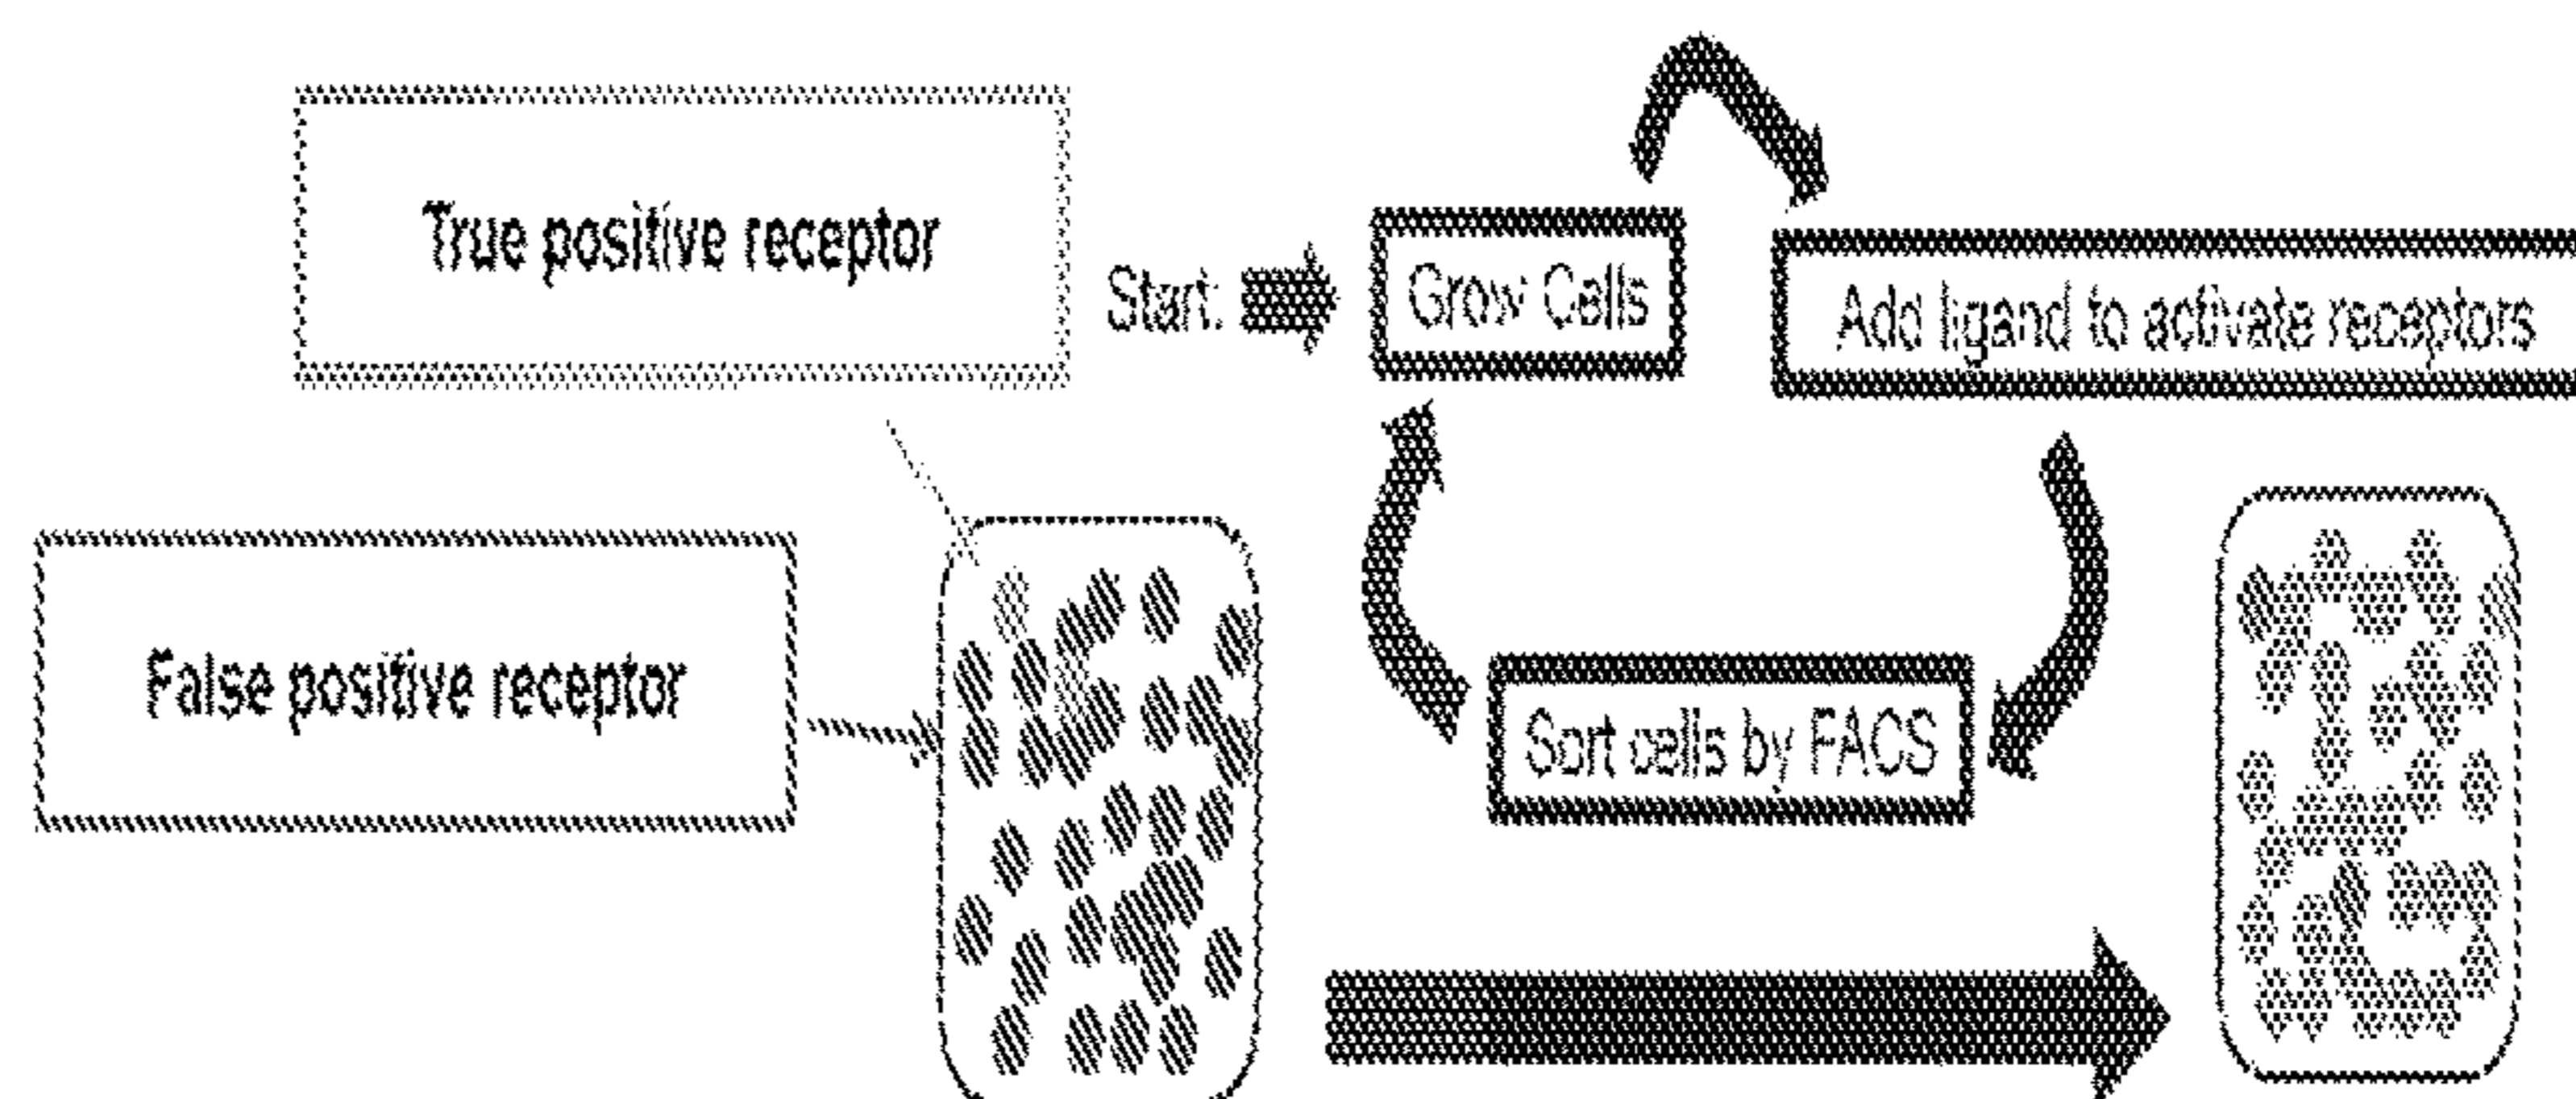 True positive receptor
Start:
Grow Cells
Add ligand to activate receptors
False positive receptor
Sort cells by FACS